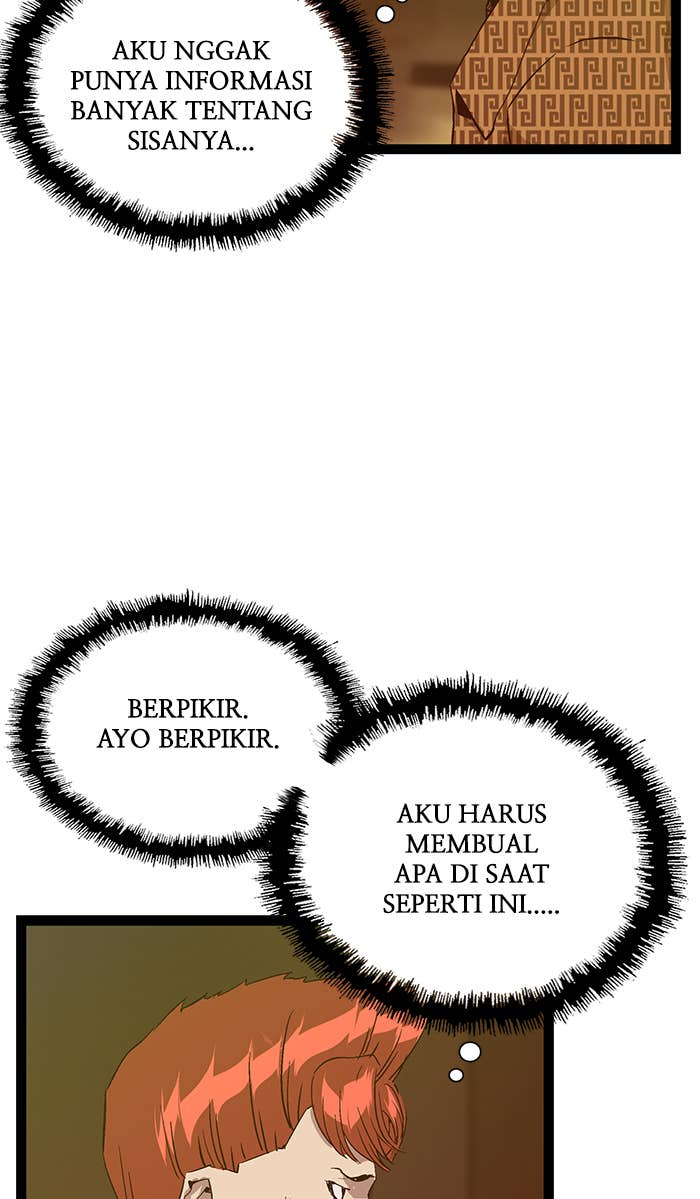 AKU NGGAK
PUNYA INFORMASI
BANYAK TENTANG
SISANYA...
BERPIKIR.
AYO BERPIKIR.
AKU HARUS
MEMBUAL
APA DI SAAT
SEPERTI INI.....